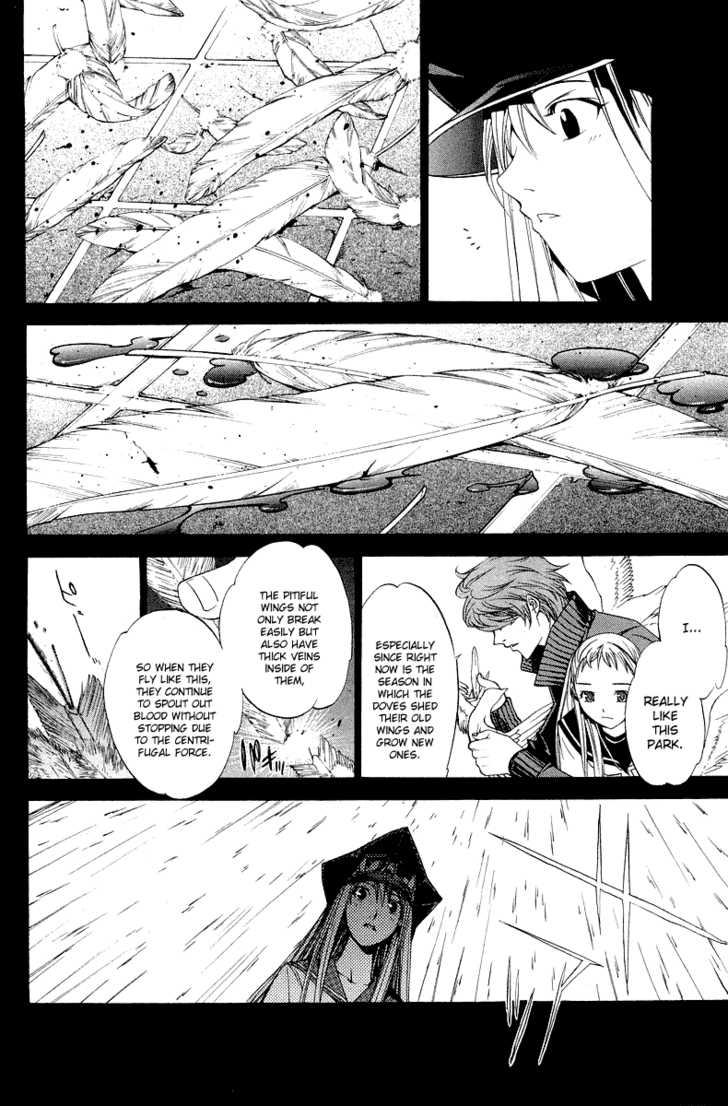 I...
REALLY
LIKE
THIS
PARK.
ESPECIALLY
SINCE RIGHT
NOW IS THE
SEASON IN
WHICH THE
DOVES SHED
THEIR OLD
WINGS AND
GROW NEW
ONES.
THE PITIFUL
WINGS NOT
ONLY BREAK
EASILY BUT
ALSO HAVE
THICK VEINS
INSIDE OF
THEM,
SO WHEN THEY
FLY LIKE THIS,
THEY CONTINUE
TO SPOUT OUT
BLOOD WITHOUT
STOPPING DUE
TO THE CENTRI-
FUGAL FORCE.